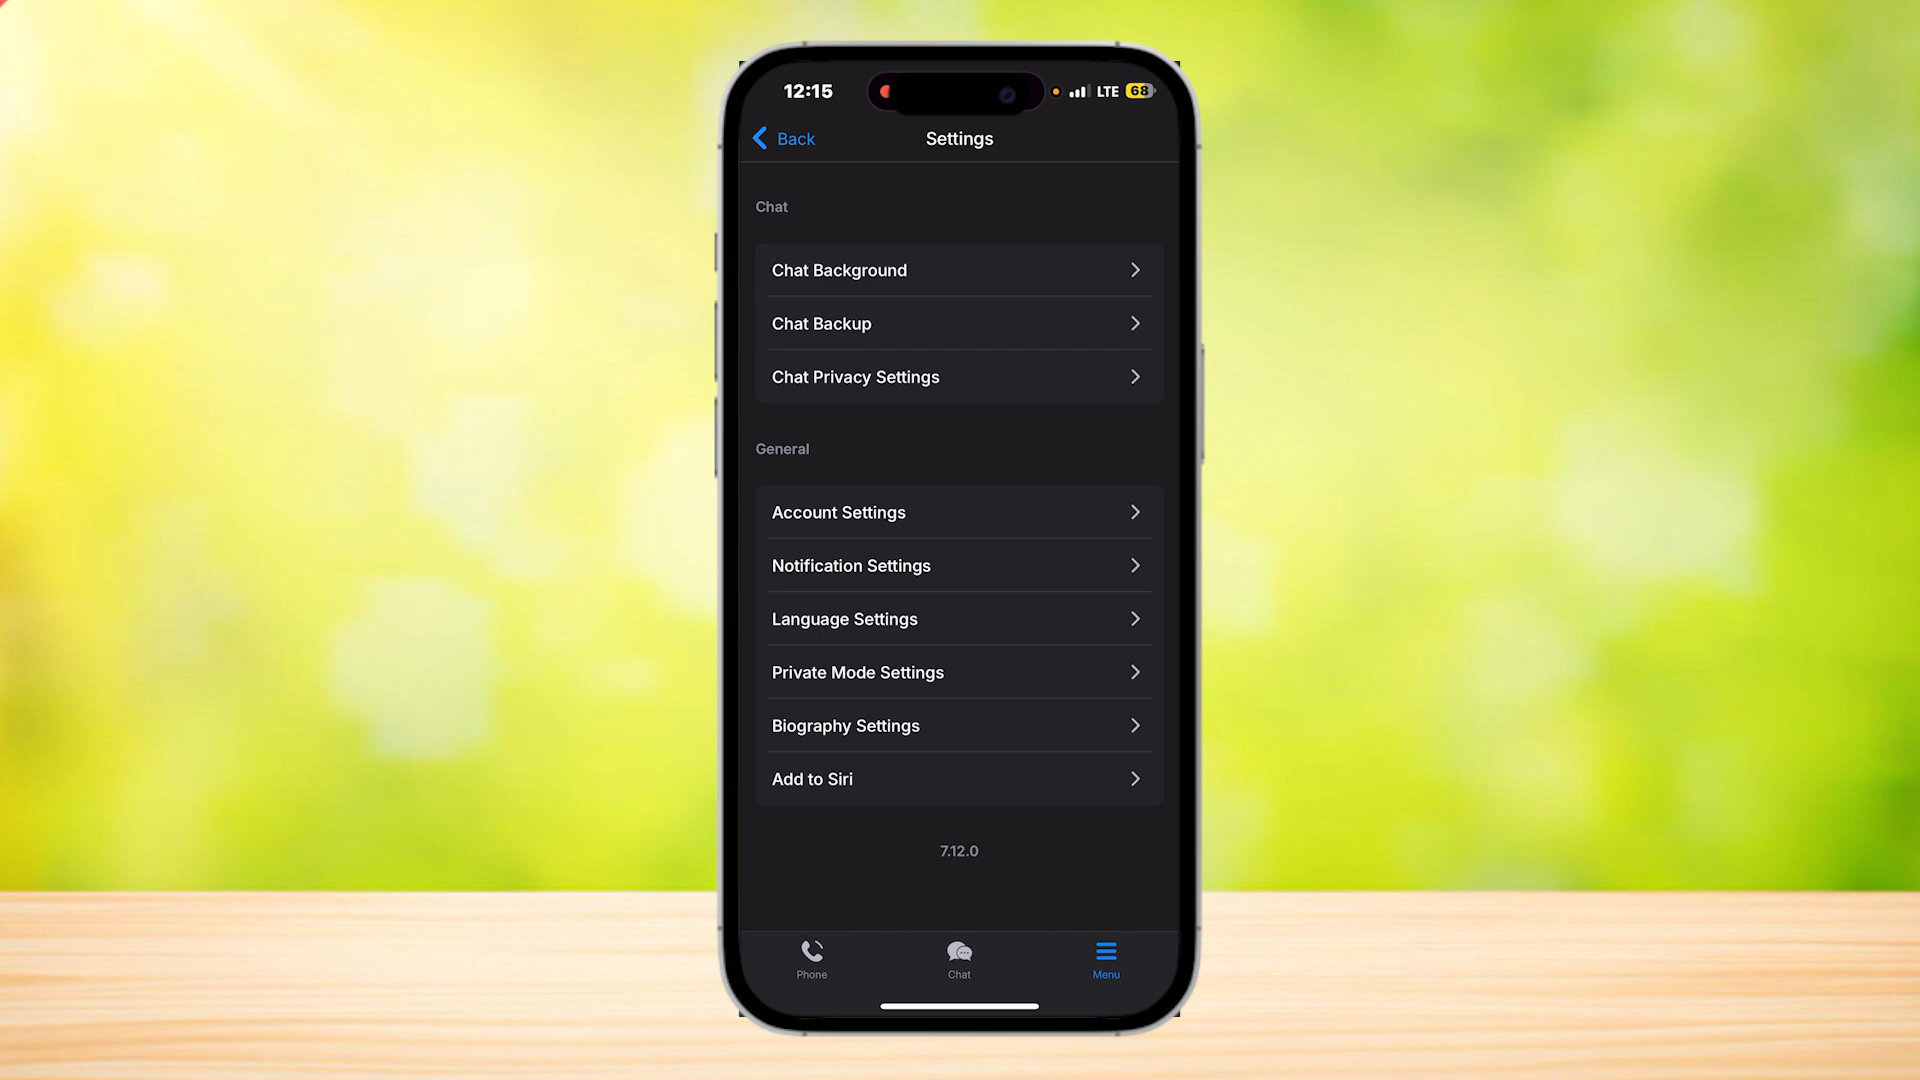 12:15
LTE 68
Back
Settings
Chat
Chat Background
Chat Backup
Chat Privacy Settings
General
Account Settings
Notification Settings
Language Settings
Private Mode Settings
Biography Settings
Add to Siri
7.12.0
Phone
Chat
Menu